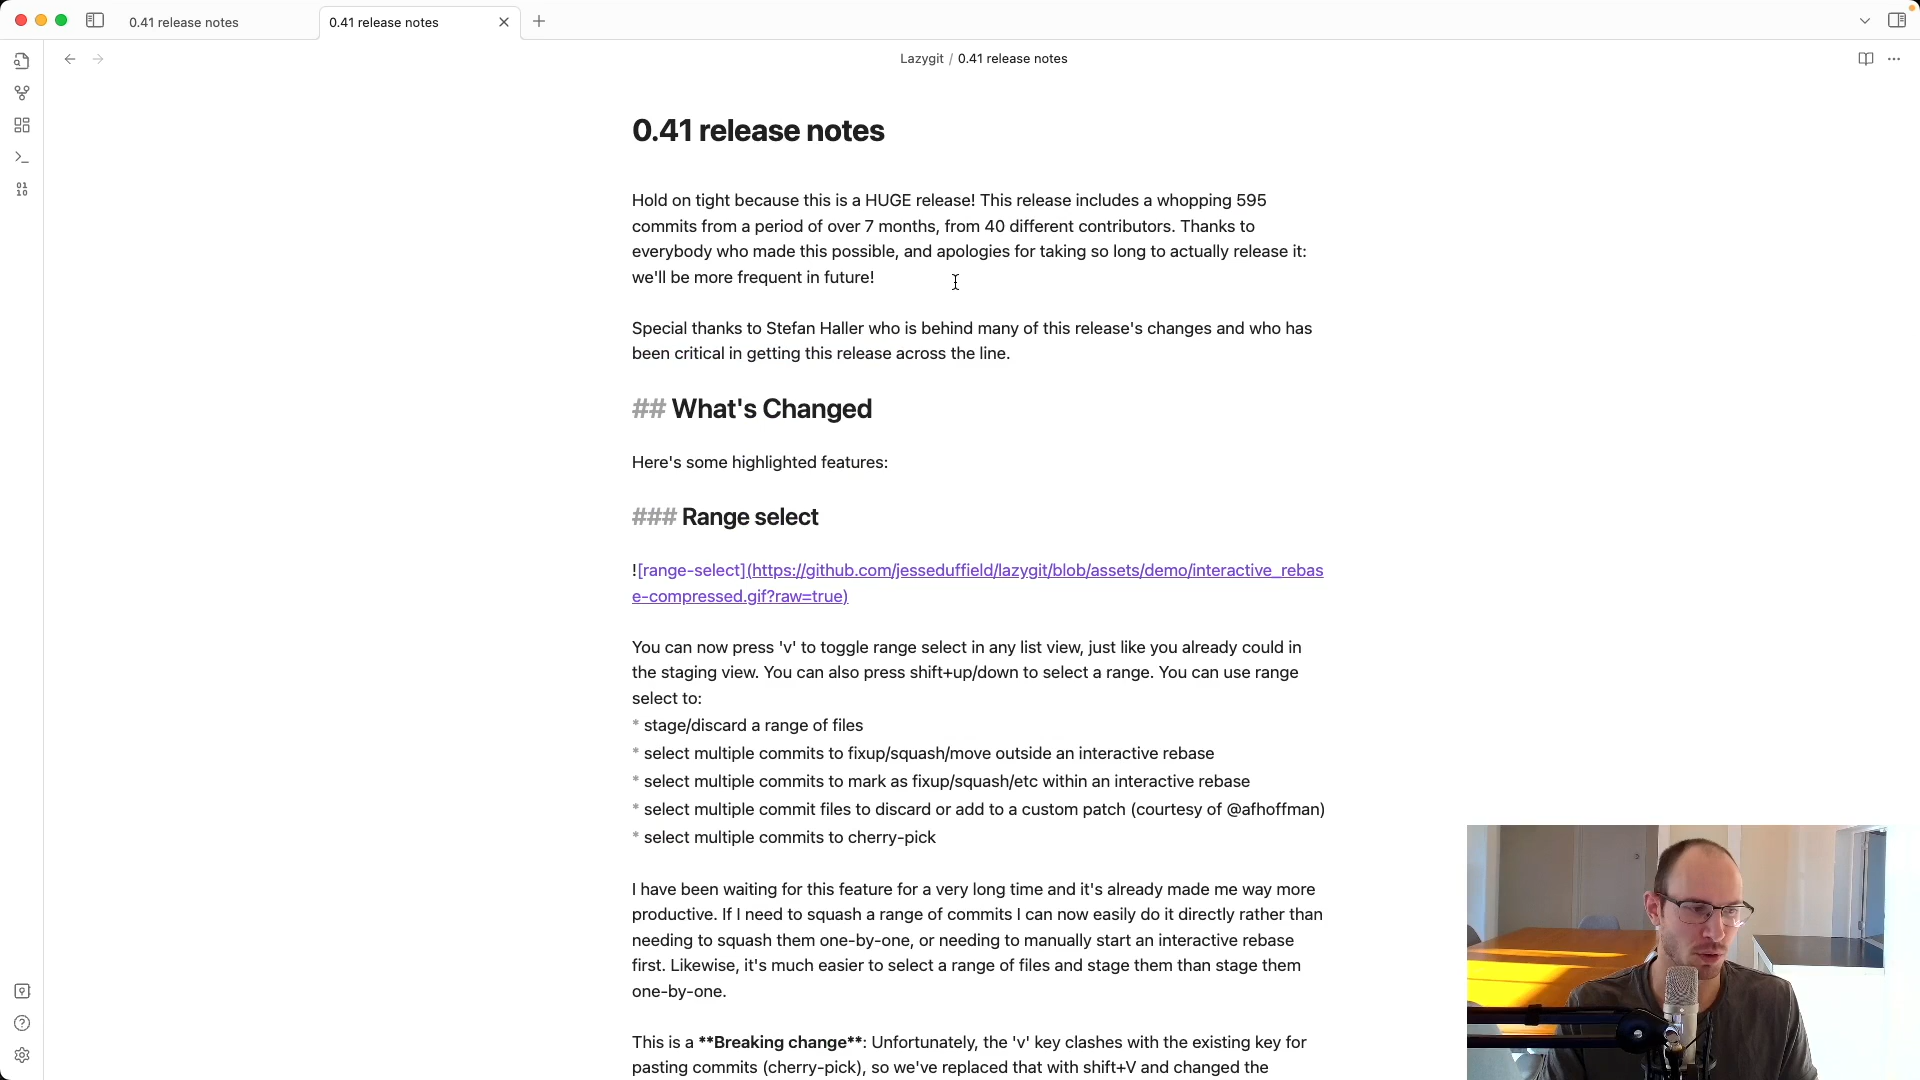 0.41 release notes
0.41 release notes
Lazygit / 0.41 release notes
0.41 release notes
Hold on tight because this is a HUGE release! This release includes a whopping 595
commits from a period of over 7 months, from 40 different contributors. Thanks to
everybody who made this possible, and apologies for taking so long to actually release it:
we'll be more frequent in future!
Special thanks to Stefan Haller who is behind many of this release's changes and who has
been critical in getting this release across the line.
## What's Changed
Here's some highlighted features:
### Range select
![range-select](https://github.com/jesseduffield/lazygit/blob/assets/demo/interactive_rebas
e-compressed.gif?raw=true)
You can now press 'v' to toggle range select in any list view, just like you already could in
the staging view. You can also press shift+up/down to select a range. You can use range
select to:
* stage/discard a range of files
* select multiple commits to fixup/squash/move outside an interactive rebase
* select multiple commits to mark as fixup/squash/etc within an interactive rebase
* select multiple commit files to discard or add to a custom patch (courtesy of @afhoffman)
* select multiple commits to cherry-pick
I have been waiting for this feature for a very long time and it's already made me way more
productive. If I need to squash a range of commits I can now easily do it directly rather than
needing to squash them one-by-one, or needing to manually start an interactive rebase
first. Likewise, it's much easier to select a range of files and stage them than stage them
one-by-one.
This is a **Breaking change**: Unfortunately, the 'v' key clashes with the existing key for
pasting commits (cherry-pick), so we've replaced that with shift+V and changed the